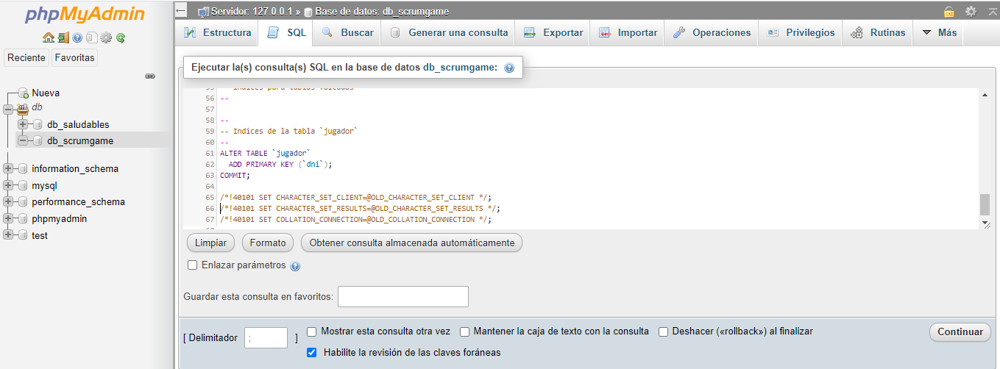 phpMyAdmin
Reciente Favoritas
Nueva
db
db_saludables
db_scrumgame
information_schema
mysql
performance_schema
phpmyadmin
test
Servidor: 127.0.0.1 » Base de datos: db_scrumgame
Estructura SQL Buscar Generar una consulta Exportar Importar Operaciones Privilegios Rutinas Más
Ejecutar la(s) consulta(s) SQL en la base de datos db_scrumgame:
55 -- Indices para tablas volcadas
56 --
57
58 --
59 -- Indices de la tabla `jugador`
60 --
61 ALTER TABLE `jugador`
62 ADD PRIMARY KEY (`dni`);
63 COMMIT;
64
65 /*!40101 SET CHARACTER_SET_CLIENT=@OLD_CHARACTER_SET_CLIENT */;
66 /*!40101 SET CHARACTER_SET_RESULTS=@OLD_CHARACTER_SET_RESULTS */;
67 /*!40101 SET COLLATION_CONNECTION=@OLD_COLLATION_CONNECTION */;
Limpiar Formato Obtener consulta almacenada automáticamente
Enlazar parámetros
Guardar esta consulta en favoritos:
[ Delimitador ; ] Mostrar esta consulta otra vez Mantener la caja de texto con la consulta Deshacer («rollback») al finalizar Continuar
Habilite la revisión de las claves foráneas